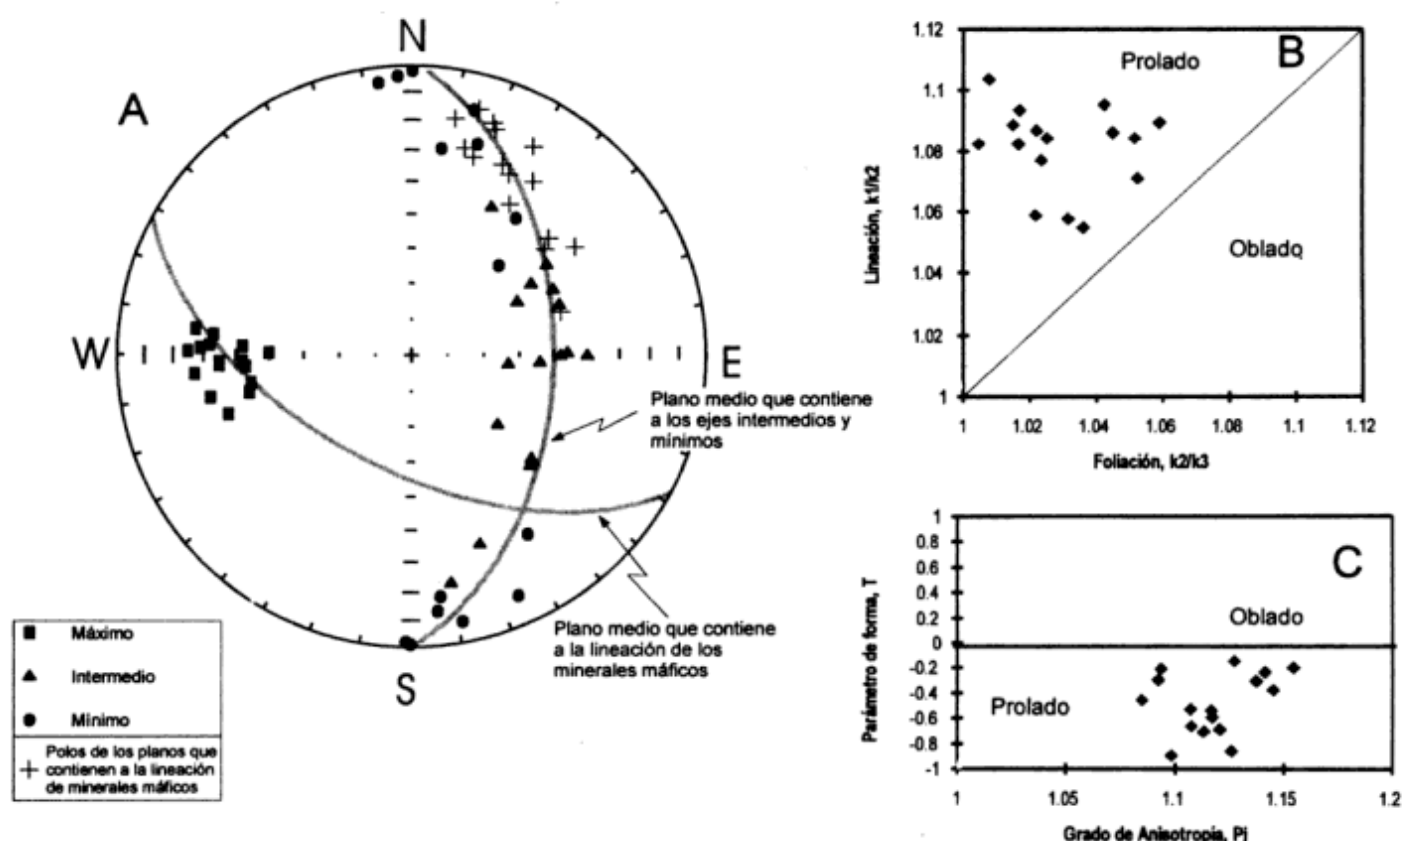 A
N
W
E
S
Plano medio que contiene
a los ejes intermedios y
mínimos
Plano medio que contiene
a la lineación de los
minerales máficos
Máximo
Intermedio
Mínimo
Polos de los planos que
contienen a la lineación
de minerales máficos
B
Prolado
Oblado
Lineación, k1/k2
1.12
1.1
1.08
1.06
1.04
1.02
1
1 1.02 1.04 1.06 1.08 1.1 1.12
Foliación, k2/k3
C
Oblado
Prolado
Parámetro de forma, T
1
0.8
0.6
0.4
0.2
0
-0.2
-0.4
-0.6
-0.8
-1
1 1.05 1.1 1.15 1.2
Grado de Anisotropía, Pj